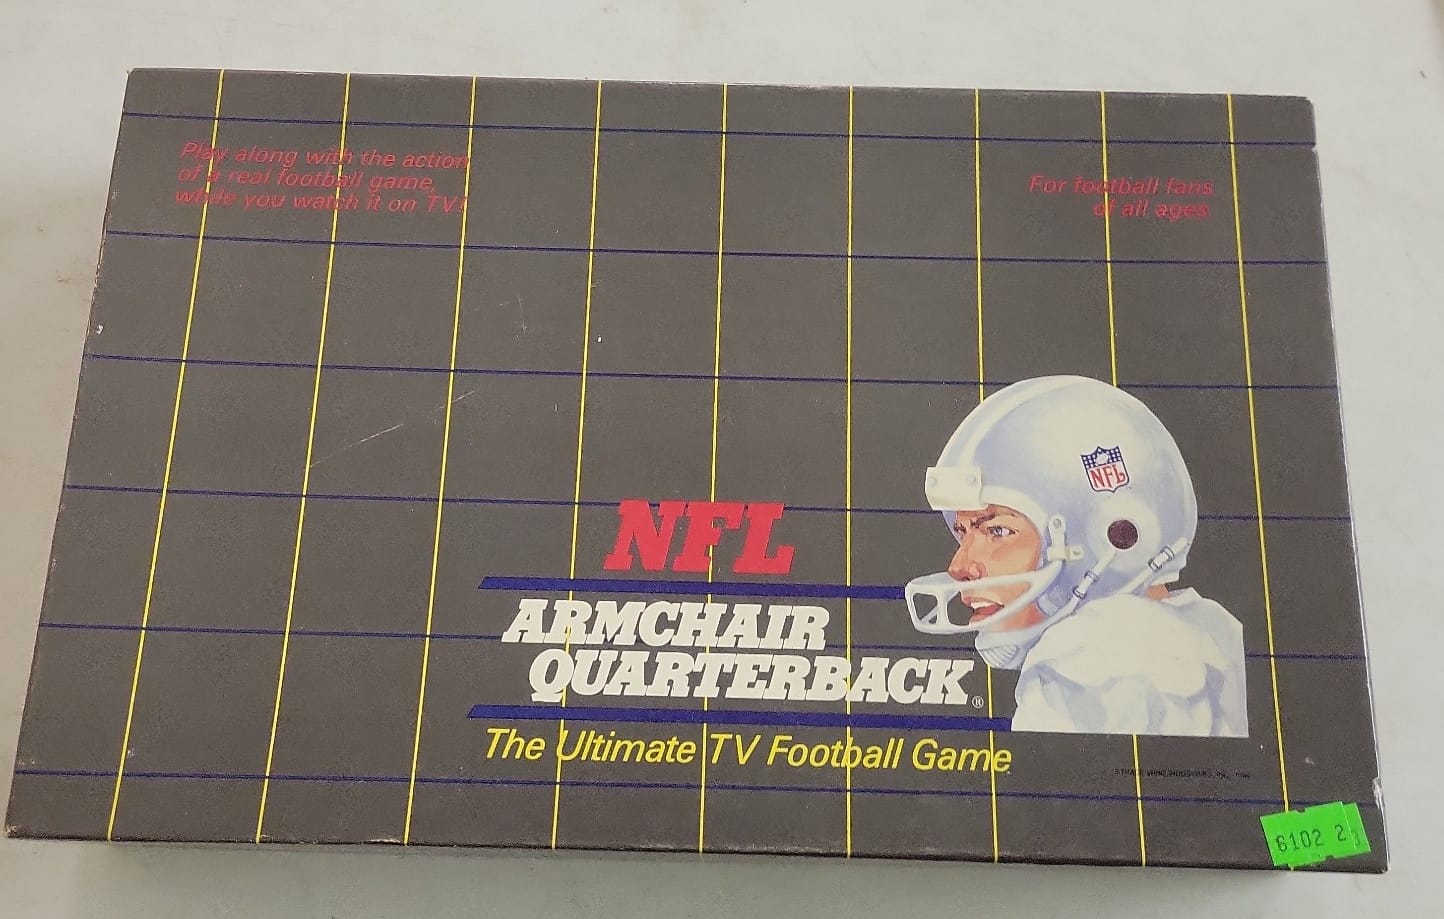 Play along with the action
of a real football game,
while you watch it on TV!
For football fans
of all ages
NFL
NFL
ARMCHAIR
QUARTERBACK®
The Ultimate TV Football Game
6102 2